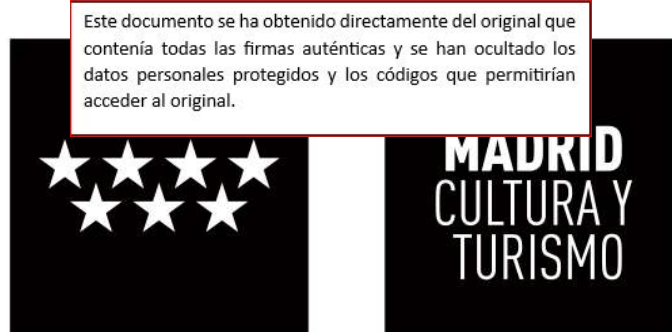 Este documento se ha obtenido directamente del original que
contenía todas las firmas auténticas y se han ocultado los
datos personales protegidos y los códigos que permitirían
acceder al original.
MADRID
CULTURA Y
TURISMO